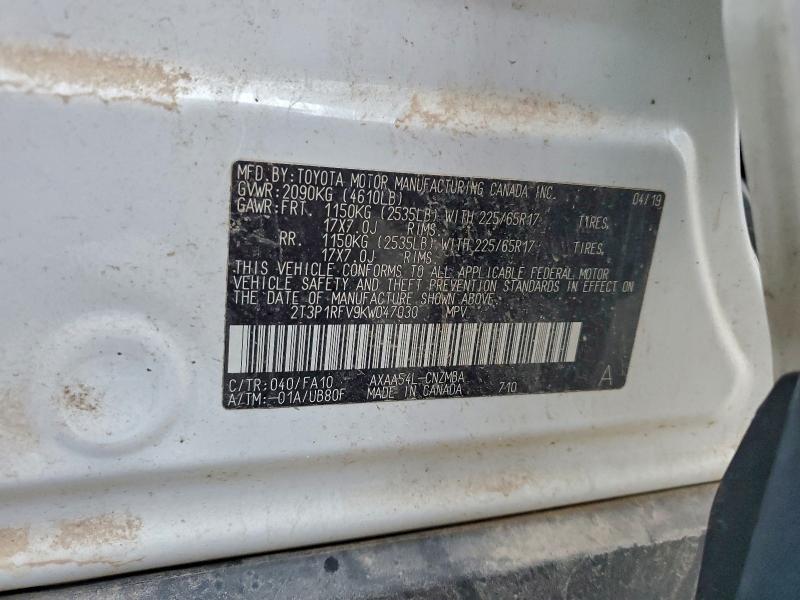 MFD.BY:TOYOTA MOTOR MANUFACTURING CANADA INC. 04/19
GVWR:2090KG (4610LB)
GAWR:FRT. 1150KG (2535LB) WITH 225/65R17 TIRES,
17X7.0J RIMS.
RR. 1150KG (2535LB) WITH 225/65R17 TIRES,
17X7.0J RIMS.
THIS VEHICLE CONFORMS TO ALL APPLICABLE FEDERAL MOTOR
VEHICLE SAFETY AND THEFT PREVENTION STANDARDS IN EFFECT ON
THE DATE OF MANUFACTURE SHOWN ABOVE.
2T3P1RFV9KW047030 MPV
C/TR:040/FA10 AXAA54L-CNZMBA A
A/TM:-01A/UB80F MADE IN CANADA 710